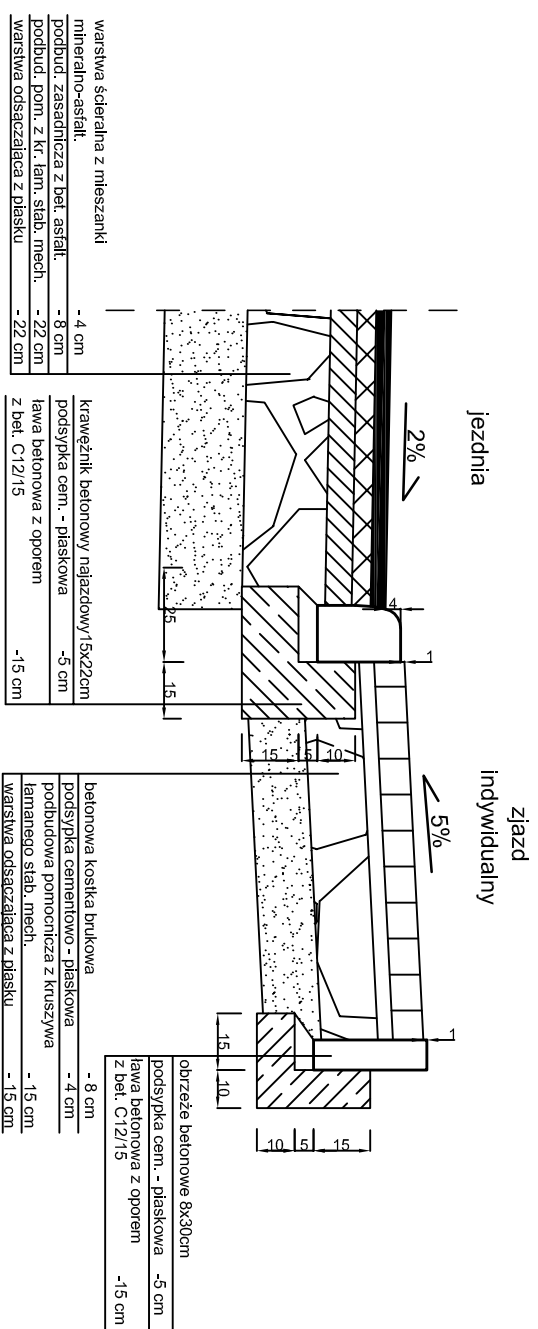 jezdnia
zjazd
indywidualny
2%
5%
4
1
1
25
15
15
5
10
15
10
10
5
15
warstwa ścieralna z mieszanki
mineralno-asfalt. - 4 cm
podbud. zasadnicza z bet. asfalt. - 8 cm
podbud. pom. z kr. łam. stab. mech. - 22 cm
warstwa odsączająca z piasku - 22 cm
krawężnik betonowy najazdowy15x22cm
podsypka cem. - piaskowa -5 cm
ława betonowa z oporem
z bet. C12/15 -15 cm
betonowa kostka brukowa - 8 cm
podsypka cementowo - piaskowa - 4 cm
podbudowa pomocnicza z kruszywa
łamanego stab. mech. - 15 cm
warstwa odsączająca z piasku - 15 cm
obrzeże betonowe 8x30cm
podsypka cem. - piaskowa -5 cm
ława betonowa z oporem
z bet. C12/15 -15 cm